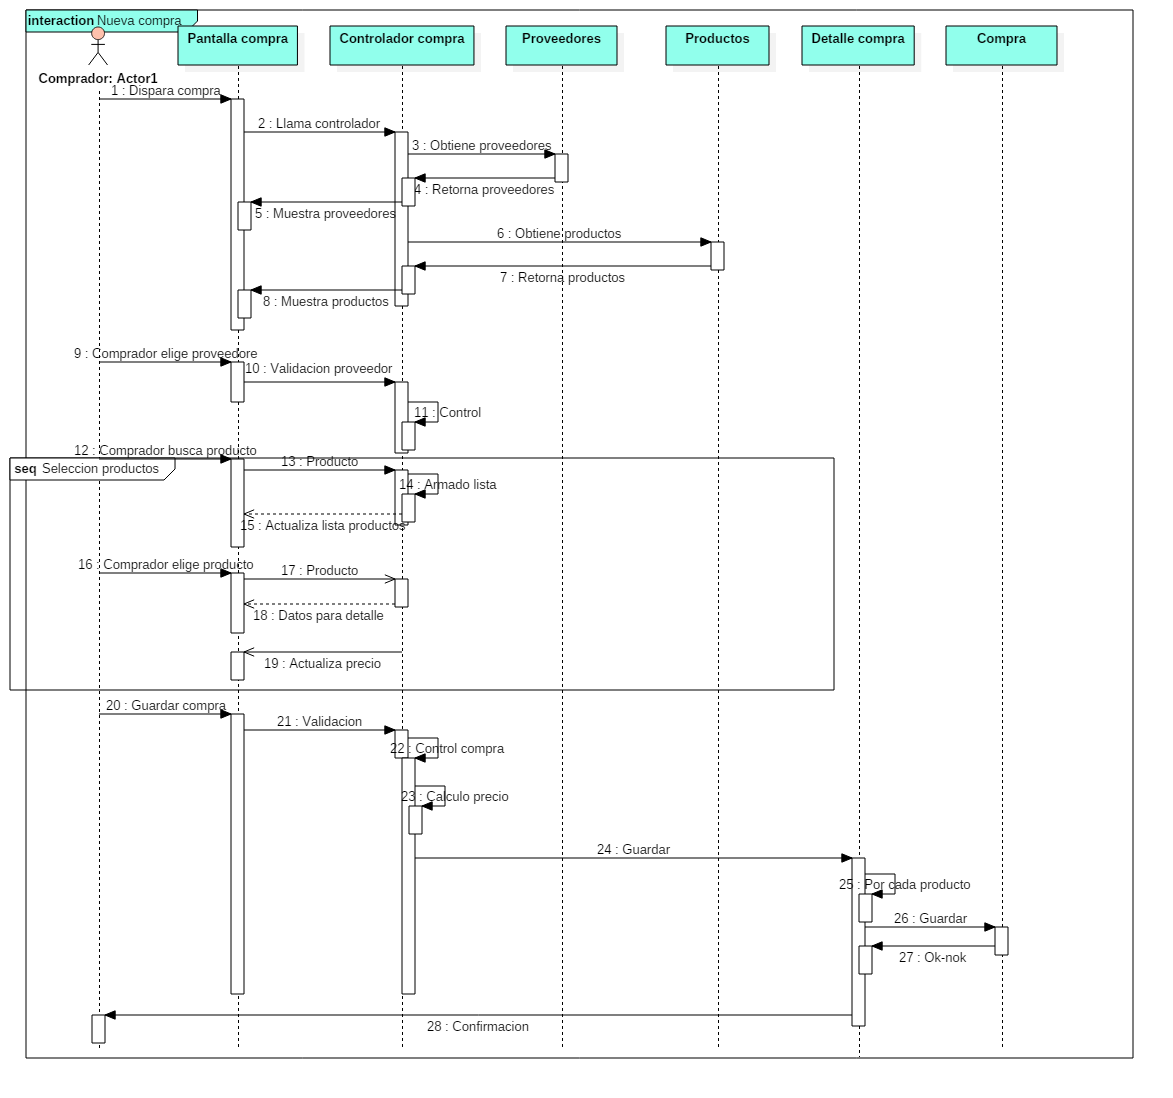 interaction Nueva compra
Pantalla compra
Controlador compra
Proveedores
Productos
Detalle compra
Compra
Comprador: Actor1
1 : Dispara compra
2 : Llama controlador
3 : Obtiene proveedores
4 : Retorna proveedores
5 : Muestra proveedores
6 : Obtiene productos
7 : Retorna productos
8 : Muestra productos
9 : Comprador elige proveedore
10 : Validacion proveedor
11 : Control
12 : Comprador busca producto
seq Seleccion productos
13 : Producto
14 : Armado lista
15 : Actualiza lista productos
16 : Comprador elige producto
17 : Producto
18 : Datos para detalle
19 : Actualiza precio
20 : Guardar compra
21 : Validacion
22 : Control compra
23 : Calculo precio
24 : Guardar
25 : Por cada producto
26 : Guardar
27 : Ok-nok
28 : Confirmacion